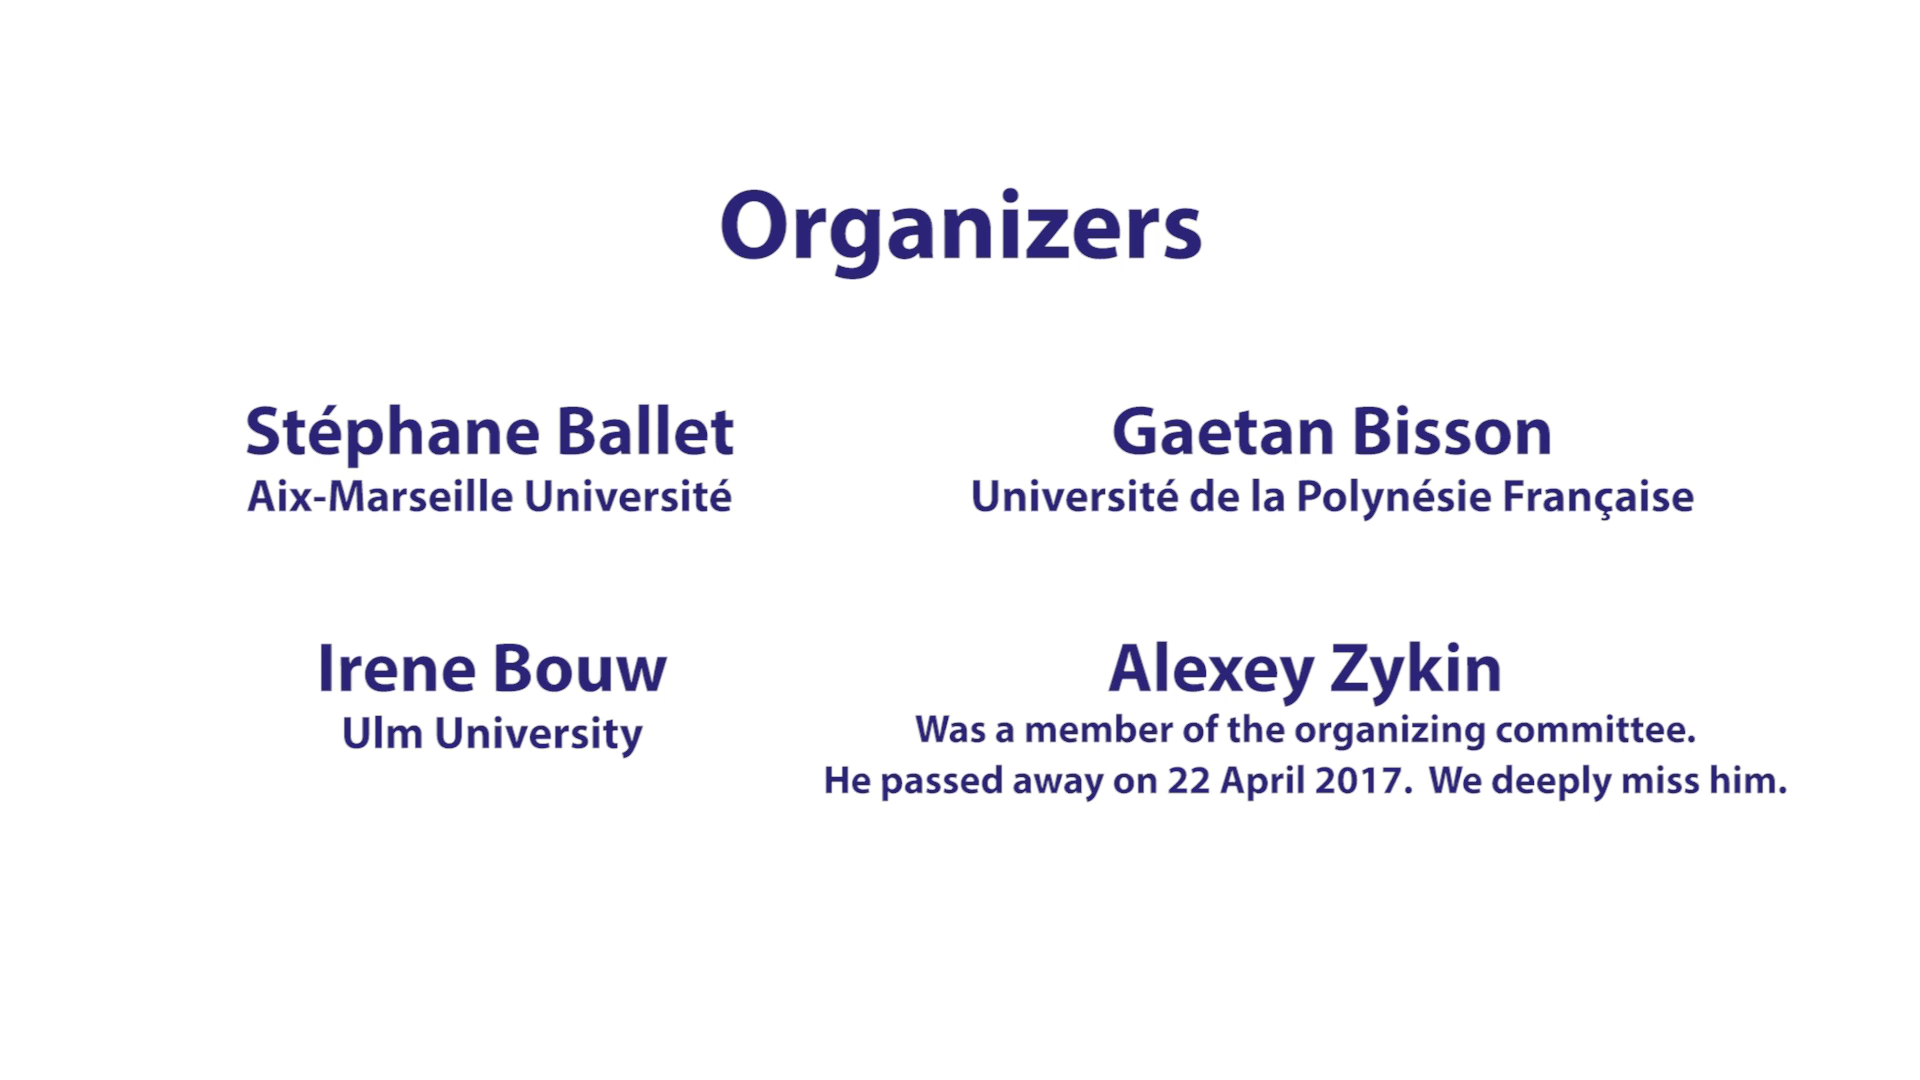 Organizers
Stéphane Ballet
Aix-Marseille Université
Gaetan Bisson
Université de la Polynésie Française
Irene Bouw
Ulm University
Alexey Zykin
Was a member of the organizing committee.
He passed away on 22 April 2017. We deeply miss him.